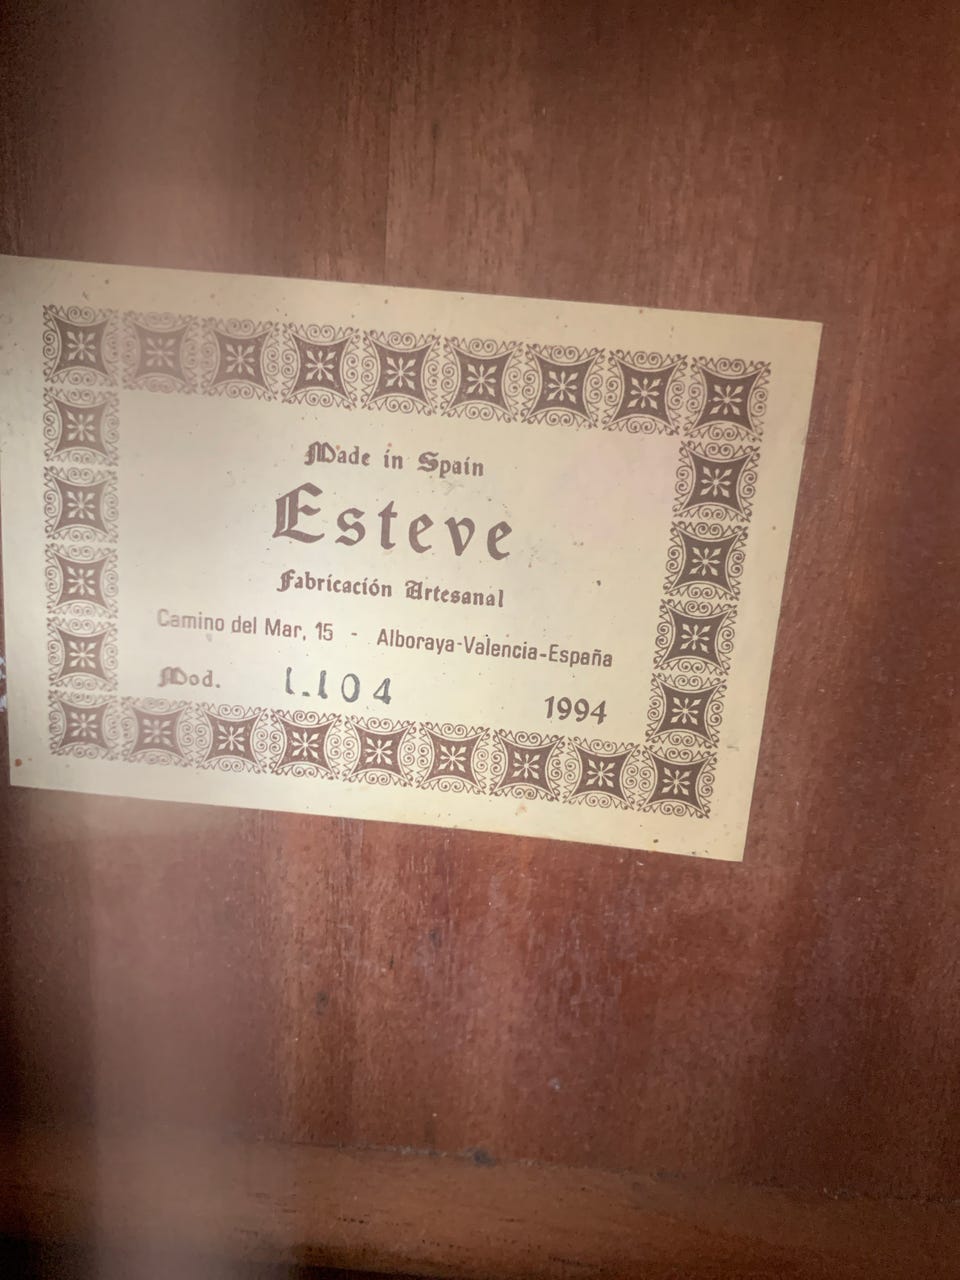 Made in Spain
Esteve
Fabricación Artesanal
Camino del Mar, 15 - Alboraya-Valencia-España
Mod. 1.104 1994